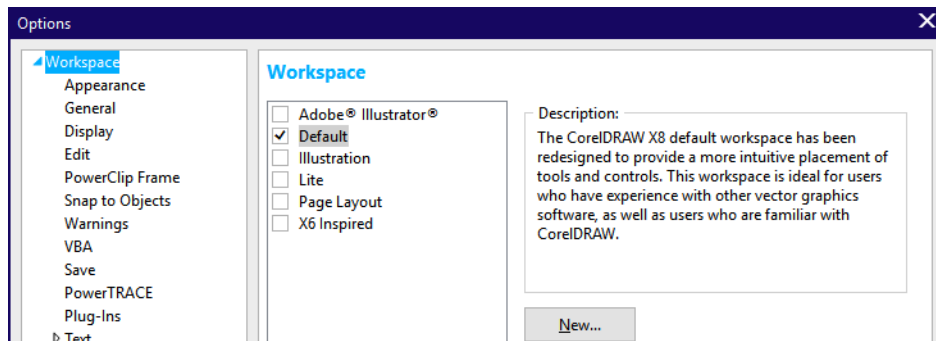 Options
Workspace
Appearance
General
Display
Edit
PowerClip Frame
Snap to Objects
Warnings
VBA
Save
PowerTRACE
Plug-Ins
Text
Workspace
Adobe® Illustrator®
Default
Illustration
Lite
Page Layout
X6 Inspired
Description:
The CorelDRAW X8 default workspace has been
redesigned to provide a more intuitive placement of
tools and controls. This workspace is ideal for users
who have experience with other vector graphics
software, as well as users who are familiar with
CorelDRAW.
New...